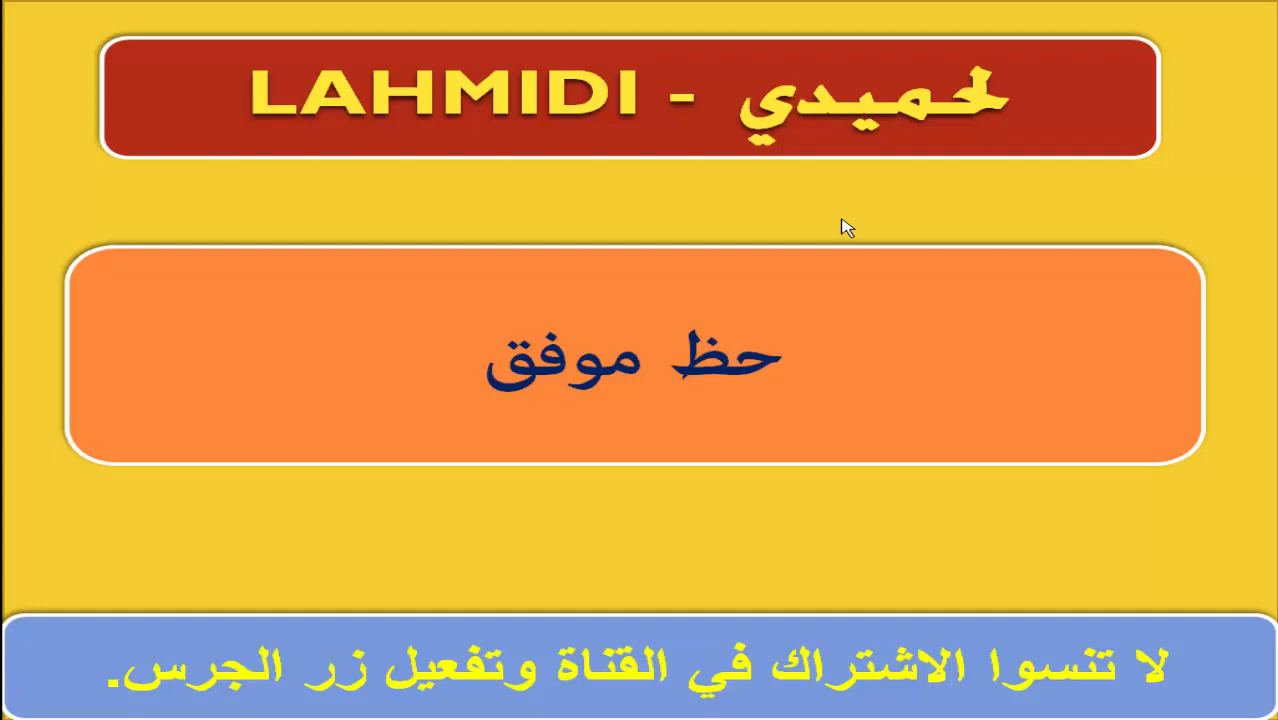 لحميدي - LAHMIDI
حظ موفق
لا تنسوا الاشتراك في القناة وتفعيل زر الجرس.